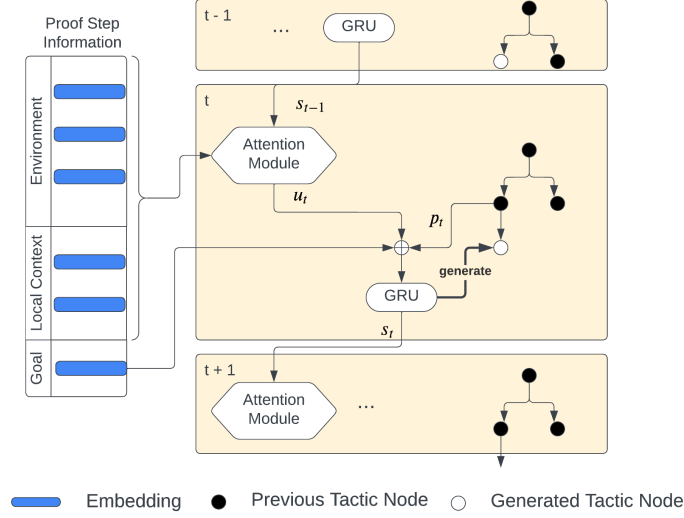 Proof Step
Information
Environment
Local Context
Goal
t - 1
...
GRU
t
s_{t-1}
Attention
Module
u_t
p_t
generate
GRU
s_t
t + 1
Attention
Module
...
Embedding
Previous Tactic Node
Generated Tactic Node